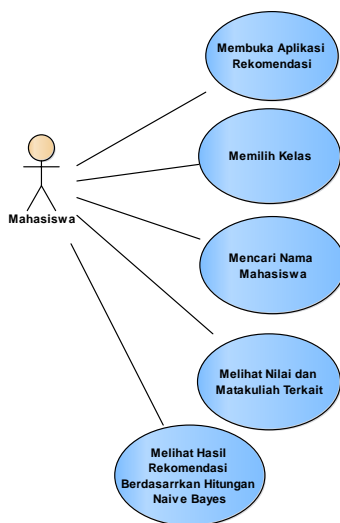 Membuka Aplikasi
Rekomendasi
Memilih Kelas
Mahasiswa
Mencari Nama
Mahasiswa
Melihat Nilai dan
Matakuliah Terkait
Melihat Hasil
Rekomendasi
Berdasarrkan Hitungan
Naive Bayes